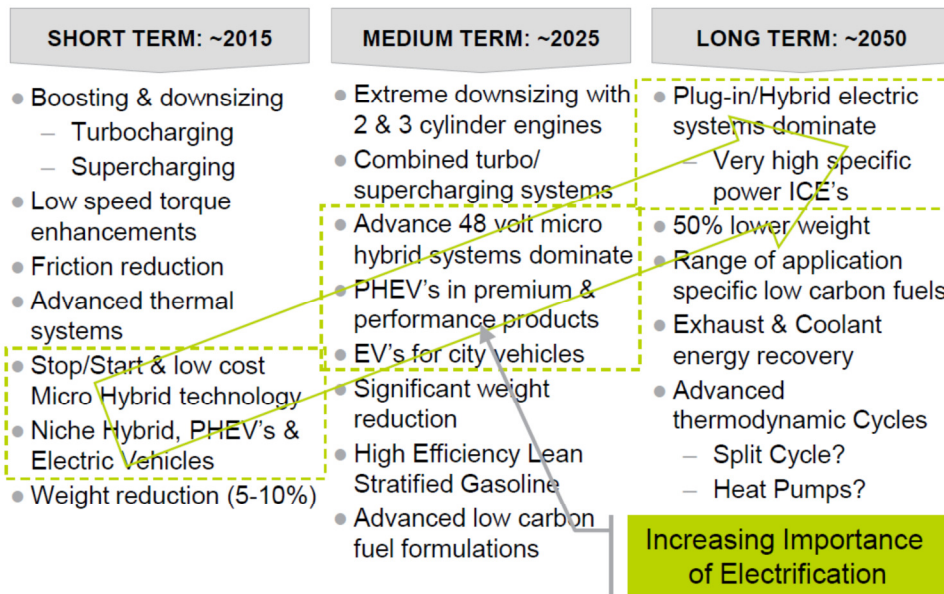 SHORT TERM: ~2015
● Boosting & downsizing
– Turbocharging
– Supercharging
● Low speed torque
enhancements
● Friction reduction
● Advanced thermal
systems
● Stop/Start & low cost
Micro Hybrid technology
● Niche Hybrid, PHEV's &
Electric Vehicles
● Weight reduction (5-10%)
MEDIUM TERM: ~2025
● Extreme downsizing with
2 & 3 cylinder engines
● Combined turbo/
supercharging systems
● Advance 48 volt micro
hybrid systems dominate
● PHEV's in premium &
performance products
● EV's for city vehicles
● Significant weight
reduction
● High Efficiency Lean
Stratified Gasoline
● Advanced low carbon
fuel formulations
LONG TERM: ~2050
● Plug-in/Hybrid electric
systems dominate
– Very high specific
power ICE's
● 50% lower weight
● Range of application
specific low carbon fuels
● Exhaust & Coolant
energy recovery
● Advanced
thermodynamic Cycles
– Split Cycle?
– Heat Pumps?
Increasing Importance
of Electrification